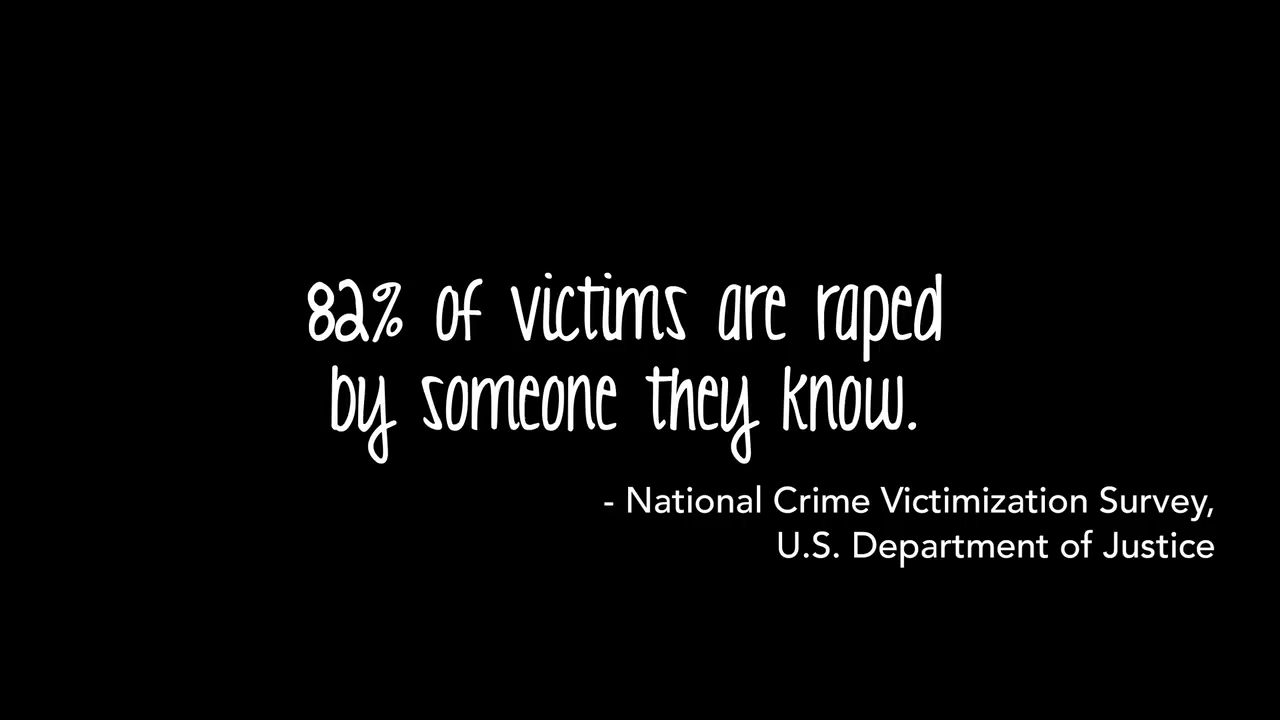 82% of victims are raped
by someone they know.
- National Crime Victimization Survey,
U.S. Department of Justice